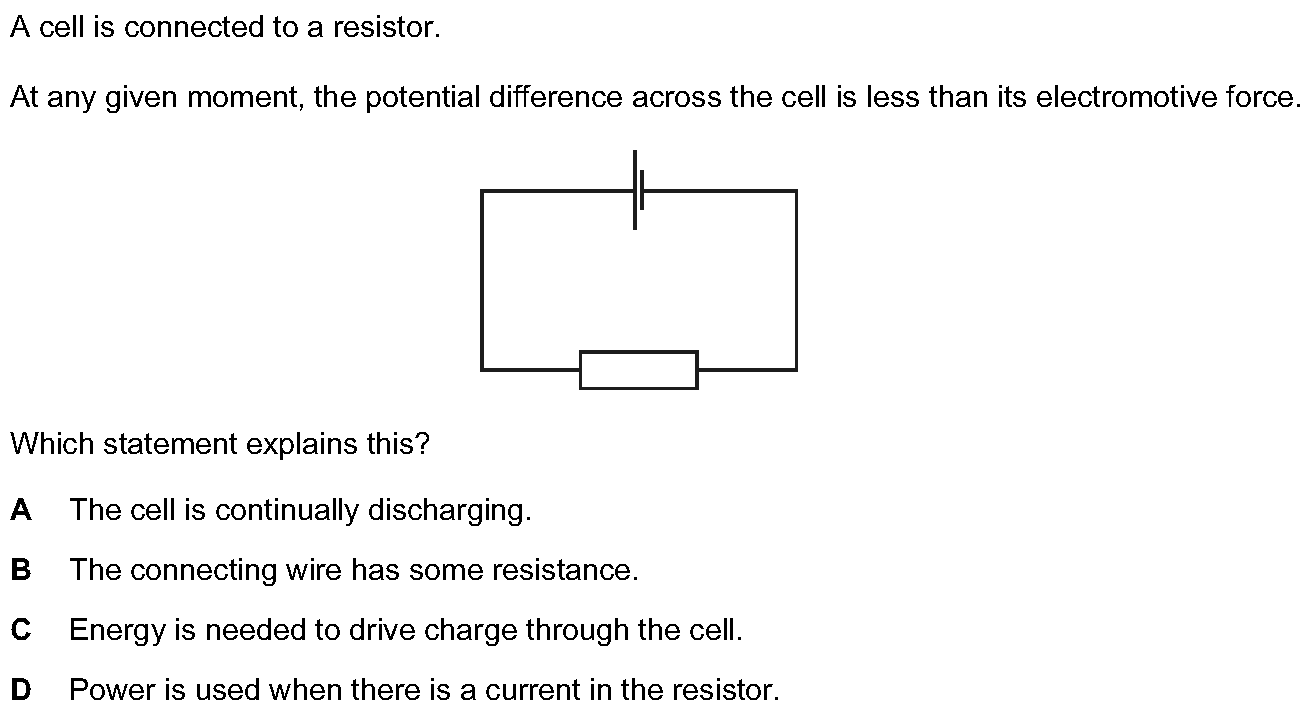 A cell is connected to a resistor.
At any given moment, the potential difference across the cell is less than its electromotive force.
Which statement explains this?
A The cell is continually discharging.
B The connecting wire has some resistance.
C Energy is needed to drive charge through the cell.
D Power is used when there is a current in the resistor.